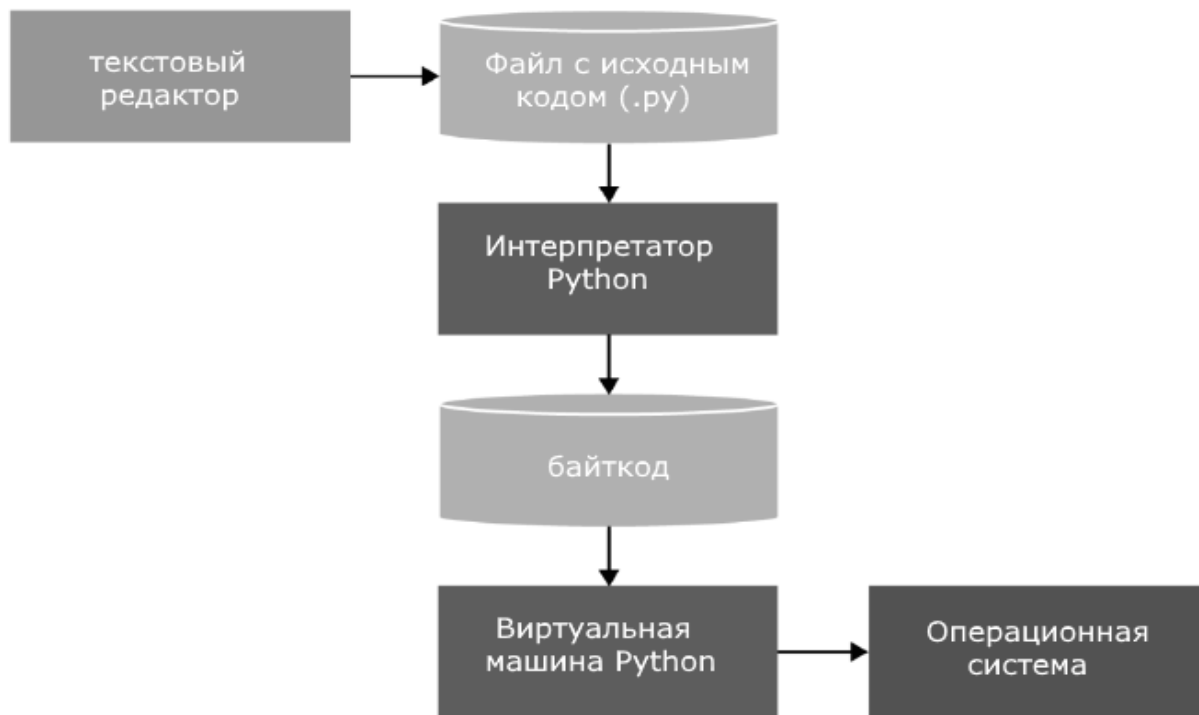 текстовый
редактор
Файл с исходным
кодом (.py)
Интерпретатор
Python
байткод
Виртуальная
машина Python
Операционная
система